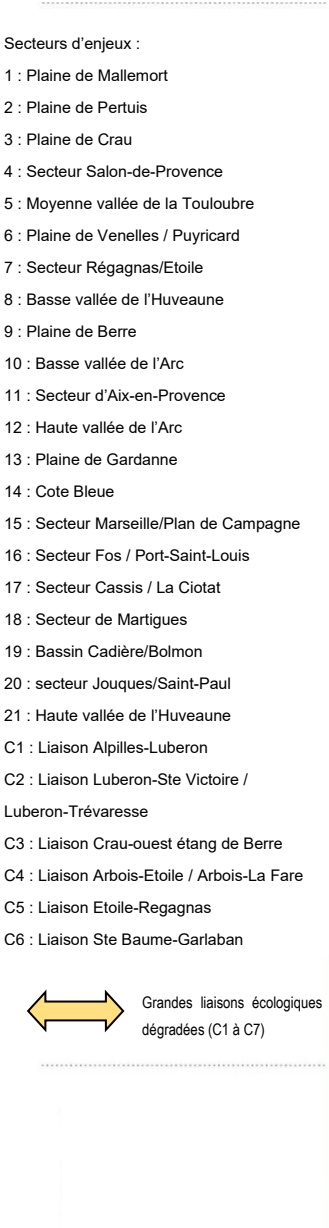 Secteurs d’enjeux :
1 : Plaine de Mallemort
2 : Plaine de Pertuis
3 : Plaine de Crau
4 : Secteur Salon-de-Provence
5 : Moyenne vallée de la Touloubre
6 : Plaine de Venelles / Puyricard
7 : Secteur Régagnas/Etoile
8 : Basse vallée de l’Huveaune
9 : Plaine de Berre
10 : Basse vallée de l’Arc
11 : Secteur d’Aix-en-Provence
12 : Haute vallée de l’Arc
13 : Plaine de Gardanne
14 : Cote Bleue
15 : Secteur Marseille/Plan de Campagne
16 : Secteur Fos / Port-Saint-Louis
17 : Secteur Cassis / La Ciotat
18 : Secteur de Martigues
19 : Bassin Cadière/Bolmon
20 : secteur Jouques/Saint-Paul
21 : Haute vallée de l’Huveaune
C1 : Liaison Alpilles-Luberon
C2 : Liaison Luberon-Ste Victoire /
Luberon-Trévaresse
C3 : Liaison Crau-ouest étang de Berre
C4 : Liaison Arbois-Etoile / Arbois-La Fare
C5 : Liaison Etoile-Regagnas
C6 : Liaison Ste Baume-Garlaban
Grandes liaisons écologiques
dégradées (C1 à C7)